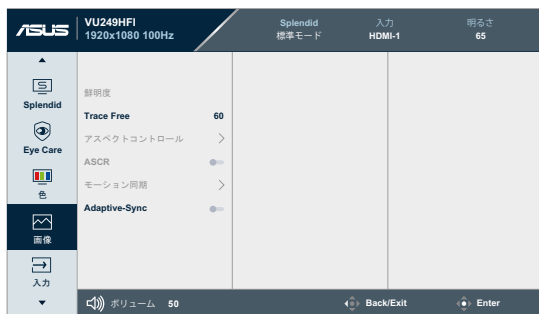 ASUS
VU249HFI
1920x1080 100Hz
Splendid
標準モード
入力
HDMI-1
明るさ
65
Splendid
Eye Care
色
画像
入力
鮮明度
Trace Free 60
アスペクトコントロール
ASCR
モーション同期
Adaptive-Sync
ボリューム 50
Back/Exit
Enter